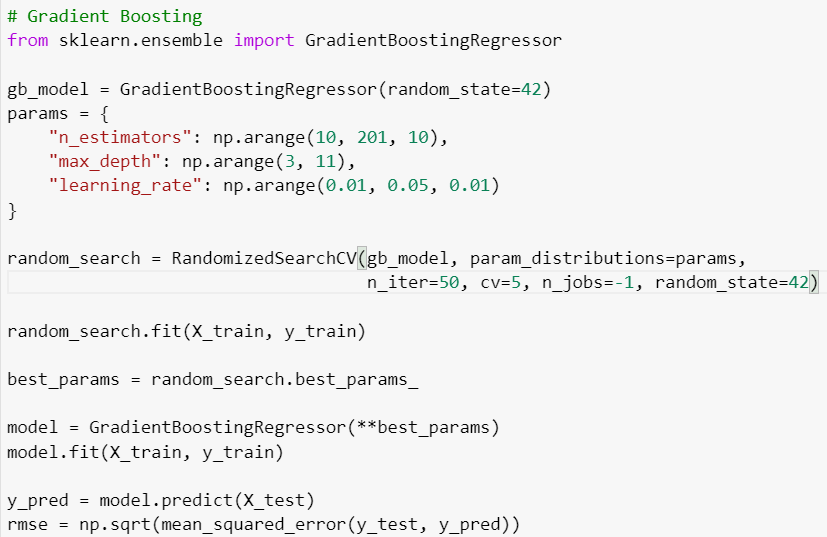 # Gradient Boosting
from sklearn.ensemble import GradientBoostingRegressor
gb_model = GradientBoostingRegressor(random_state=42)
params = {
    "n_estimators": np.arange(10, 201, 10),
    "max_depth": np.arange(3, 11),
    "learning_rate": np.arange(0.01, 0.05, 0.01)
}
random_search = RandomizedSearchCV(gb_model, param_distributions=params,
                                   n_iter=50, cv=5, n_jobs=-1, random_state=42)
random_search.fit(X_train, y_train)
best_params = random_search.best_params_
model = GradientBoostingRegressor(**best_params)
model.fit(X_train, y_train)
y_pred = model.predict(X_test)
rmse = np.sqrt(mean_squared_error(y_test, y_pred))